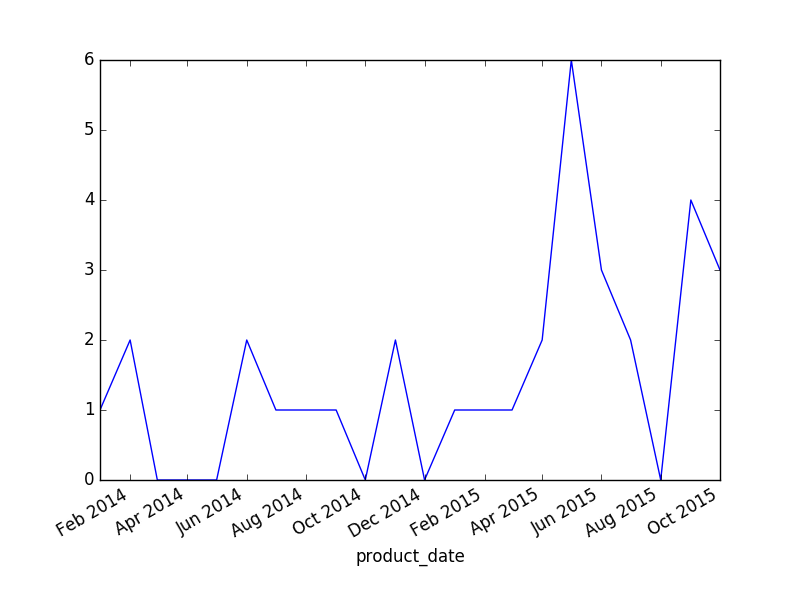 6
5
4
3
2
1
0
Feb 2014
Apr 2014
Jun 2014
Aug 2014
Oct 2014
Dec 2014
Feb 2015
Apr 2015
Jun 2015
Aug 2015
Oct 2015
product_date